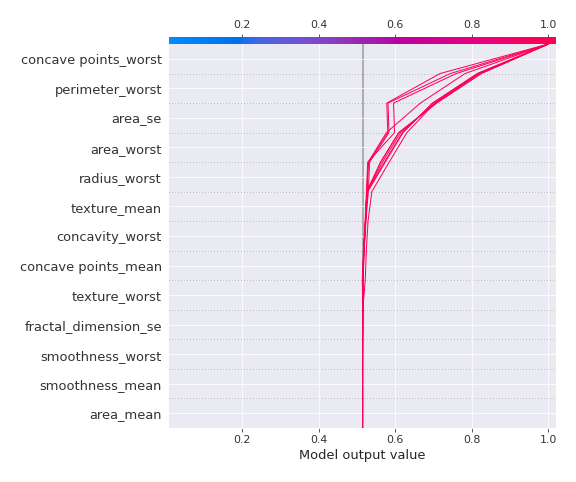 0.2 0.4 0.6 0.8 1.0
concave points_worst
perimeter_worst
area_se
area_worst
radius_worst
texture_mean
concavity_worst
concave points_mean
texture_worst
fractal_dimension_se
smoothness_worst
smoothness_mean
area_mean
0.2 0.4 0.6 0.8 1.0
Model output value